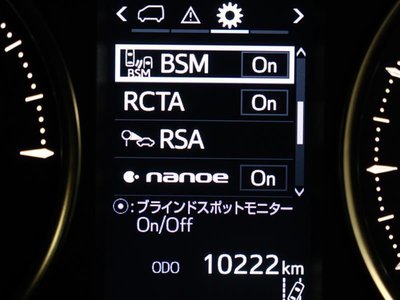 BSM BSM On
RCTA On
RSA
nanoe On
:ブラインドスポットモニター
On/Off
ODO 10222km